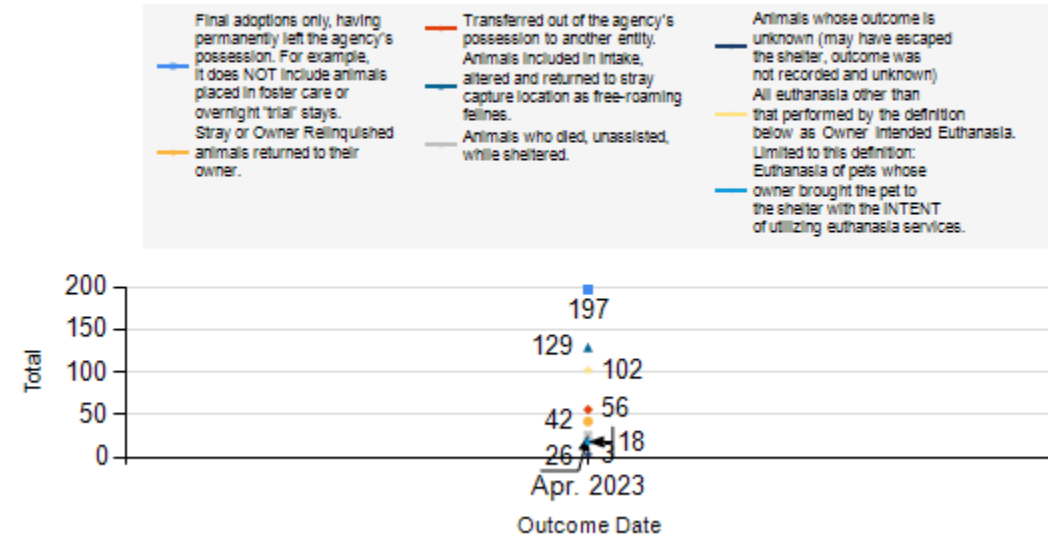 Final adoptions only, having
permanently left the agency's
possession. For example,
it does NOT include animals
placed in foster care or
overnight "trial" stays.
Stray or Owner Relinquished
animals returned to their
owner.
Transferred out of the agency's
possession to another entity.
Animals included in intake,
altered and returned to stray
capture location as free-roaming
felines.
Animals who died, unassisted,
while sheltered.
Animals whose outcome is
unknown (may have escaped
the shelter, outcome was
not recorded and unknown)
All euthanasia other than
that performed by the definition
below as Owner Intended Euthanasia.
Limited to this definition:
Euthanasia of pets whose
owner brought the pet to
the shelter with the INTENT
of utilizing euthanasia services.
200
150
100
50
0
Total
197
129
102
56
42
18
26
3
Apr. 2023
Outcome Date